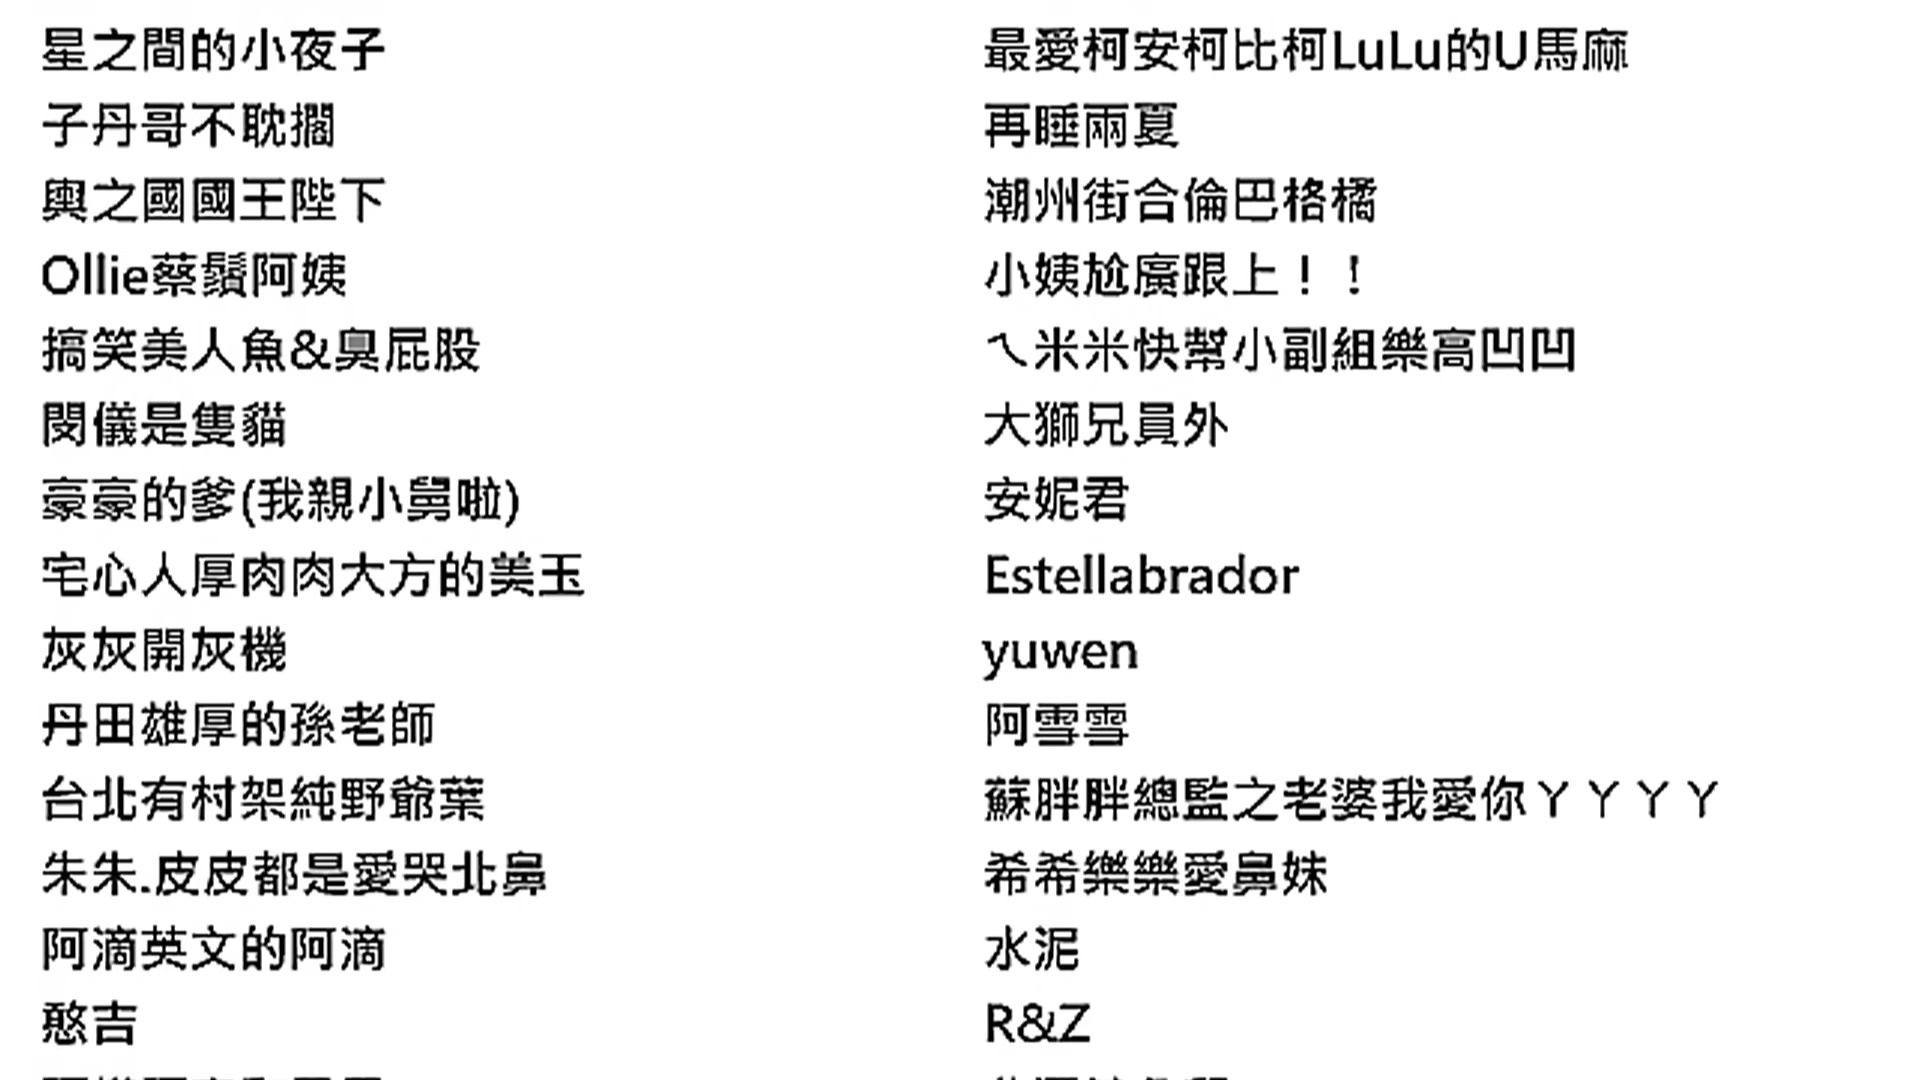 星之間的小夜子
子丹哥不耽擱
輿之國國王陛下
Ollie蔡鬚阿姨
搞笑美人魚&臭屁股
閔儀是隻貓
豪豪的爹(我親小舅啦)
宅心人厚肉肉大方的美玉
灰灰開灰機
丹田雄厚的孫老師
台北有村架純野爺葉
朱朱.皮皮都是愛哭北鼻
阿滴英文的阿滴
憨吉
最愛柯安柯比柯LuLu的U馬麻
再睡兩夏
潮州街合倫巴格橘
小姨尬廣跟上！！
ㄟ米米快幫小副組樂高凹凹
大獅兄員外
安妮君
Estellabrador
yuwen
阿雪雪
蘇胖胖總監之老婆我愛你ㄚㄚㄚㄚ
希希樂樂愛鼻妹
水泥
R&Z